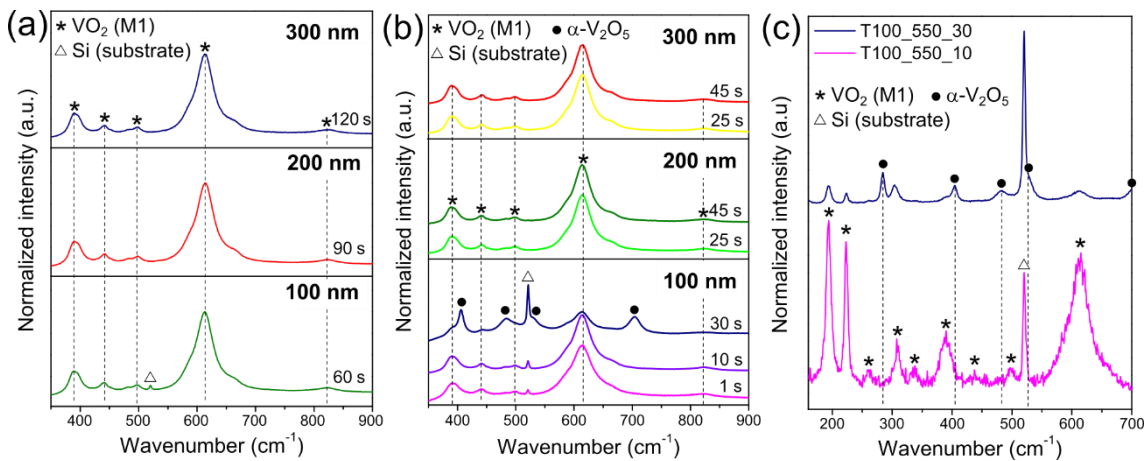 (a)
* VO₂ (M1) 300 nm
△ Si (substrate)
120 s
200 nm
90 s
100 nm
60 s
400 500 600 700 800 900
Wavenumber (cm⁻¹)
Normalized intensity (a.u.)
(b)
* VO₂ (M1) ● α-V₂O₅
△ Si (substrate) 300 nm
45 s
25 s
200 nm
45 s
25 s
100 nm
30 s
10 s
1 s
400 500 600 700 800 900
Wavenumber (cm⁻¹)
Normalized intensity (a.u.)
(c)
T100_550_30
T100_550_10
* VO₂ (M1) ● α-V₂O₅
△ Si (substrate)
200 300 400 500 600 700
Wavenumber (cm⁻¹)
Normalized intensity (a.u)